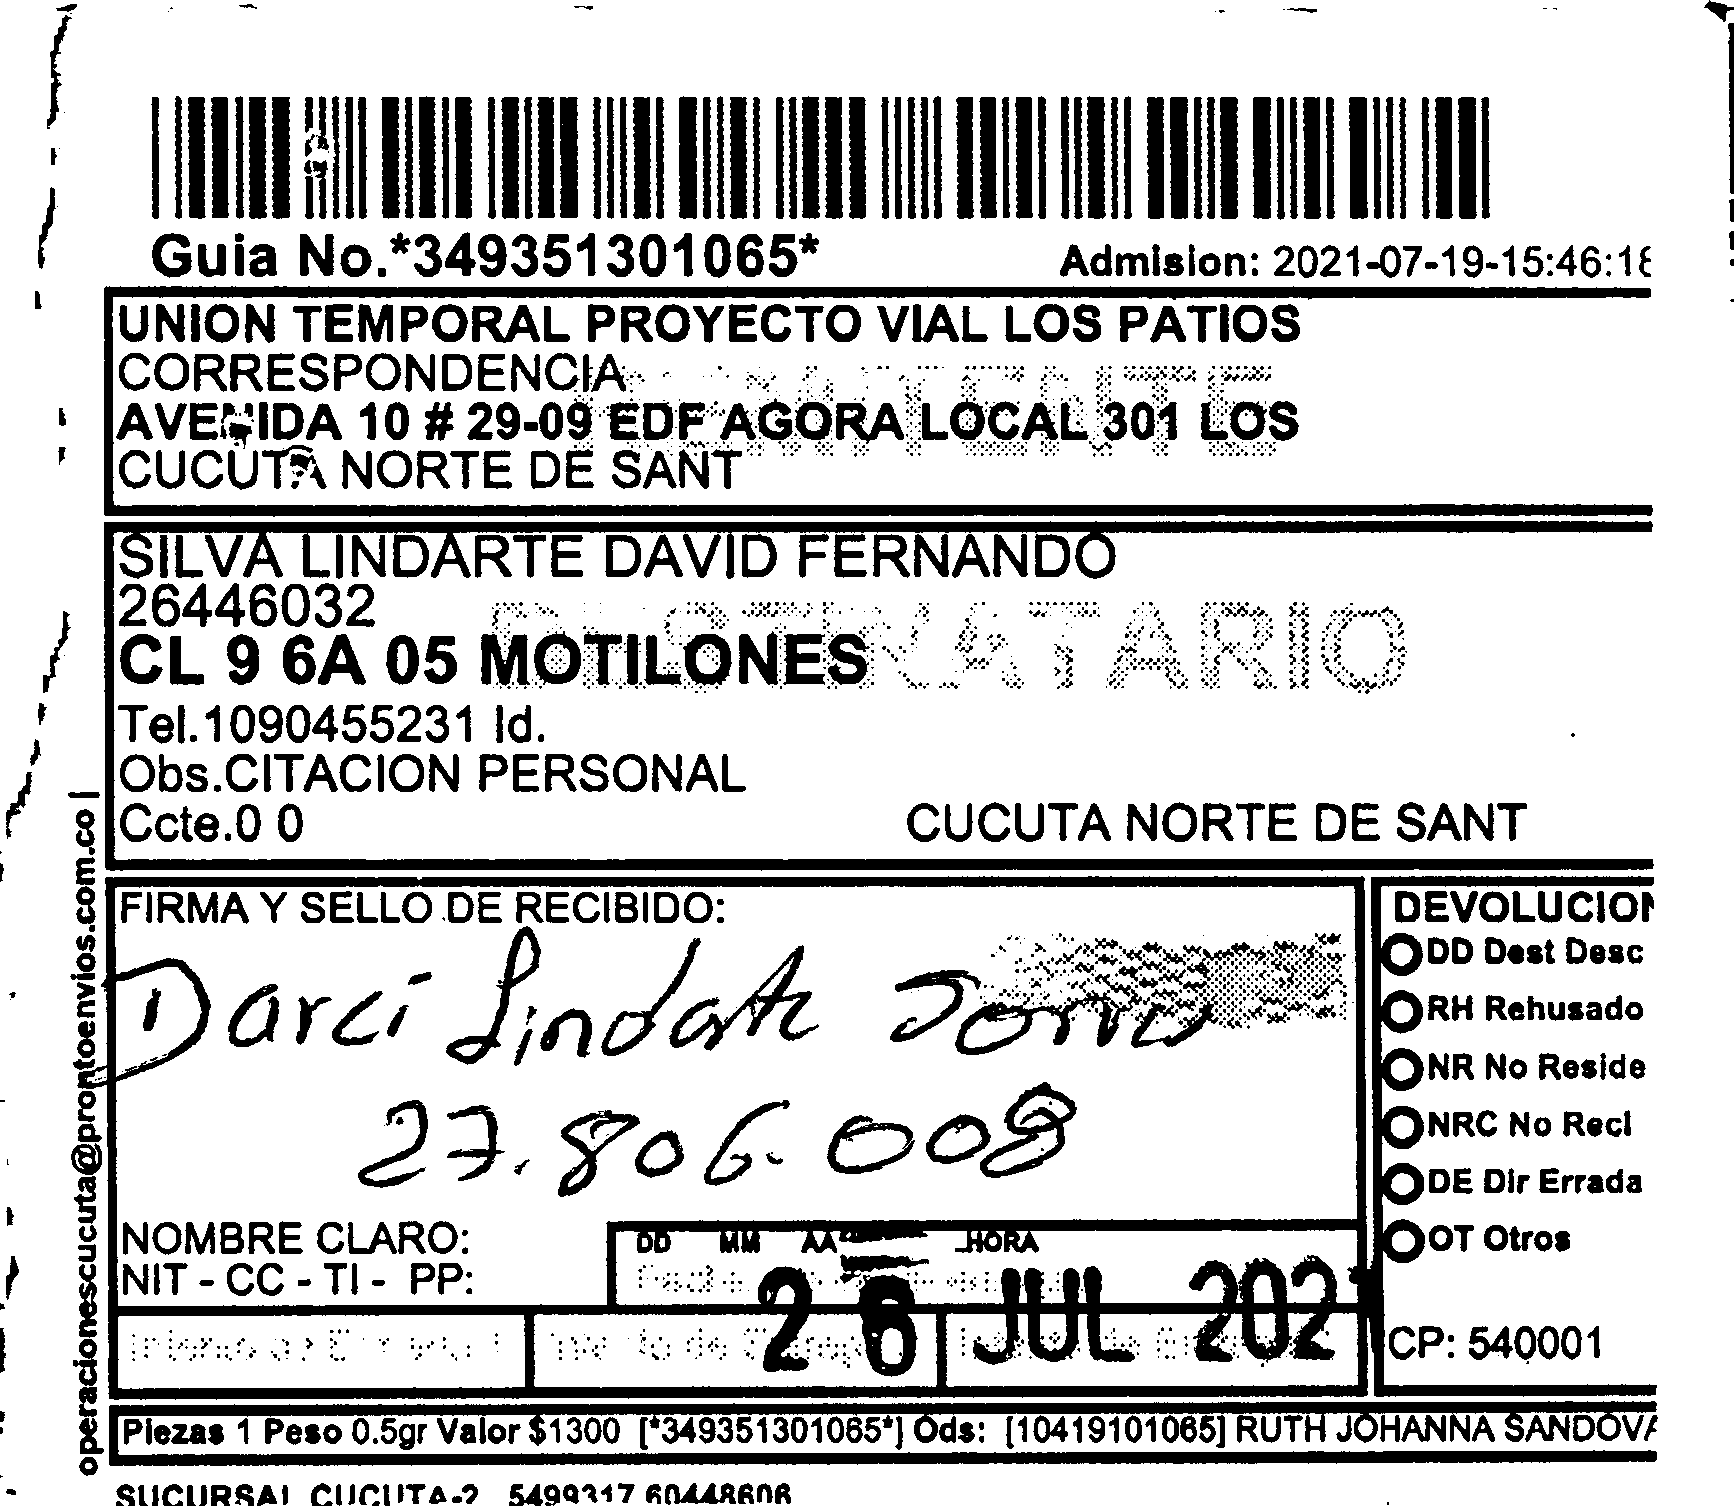 Guia No.*349351301065*
Admision: 2021-07-19-15:46:18
UNION TEMPORAL PROYECTO VIAL LOS PATIOS
CORRESPONDENCIA
REMITENTE
AVENIDA 10 # 29-09 EDF AGORA LOCAL 301 LOS
CUCUTA NORTE DE SANT
SILVA LINDARTE DAVID FERNANDO
26446032
DESTINATARIO
CL 9 6A 05 MOTILONES
Tel.1090455231 Id.
Obs.CITACION PERSONAL
Ccte.0 0
CUCUTA NORTE DE SANT
operacionescucuta@prontoenvios.com.co |
FIRMA Y SELLO DE RECIBIDO:
Darci Lindarte
27.806.008
NOMBRE CLARO:
NIT - CC - TI - PP:
DD MM AA HORA
26 JUL 2021
DEVOLUCION
DD Dest Desc
RH Rehusado
NR No Reside
NRC No Recl
DE Dir Errada
OT Otros
CP: 540001
Piezas 1 Peso 0.5gr Valor $1300 [*349351301065*] Ods: [10419101065] RUTH JOHANNA SANDOVA
SUCURSAL CUCUTA-2 5499317 60448606